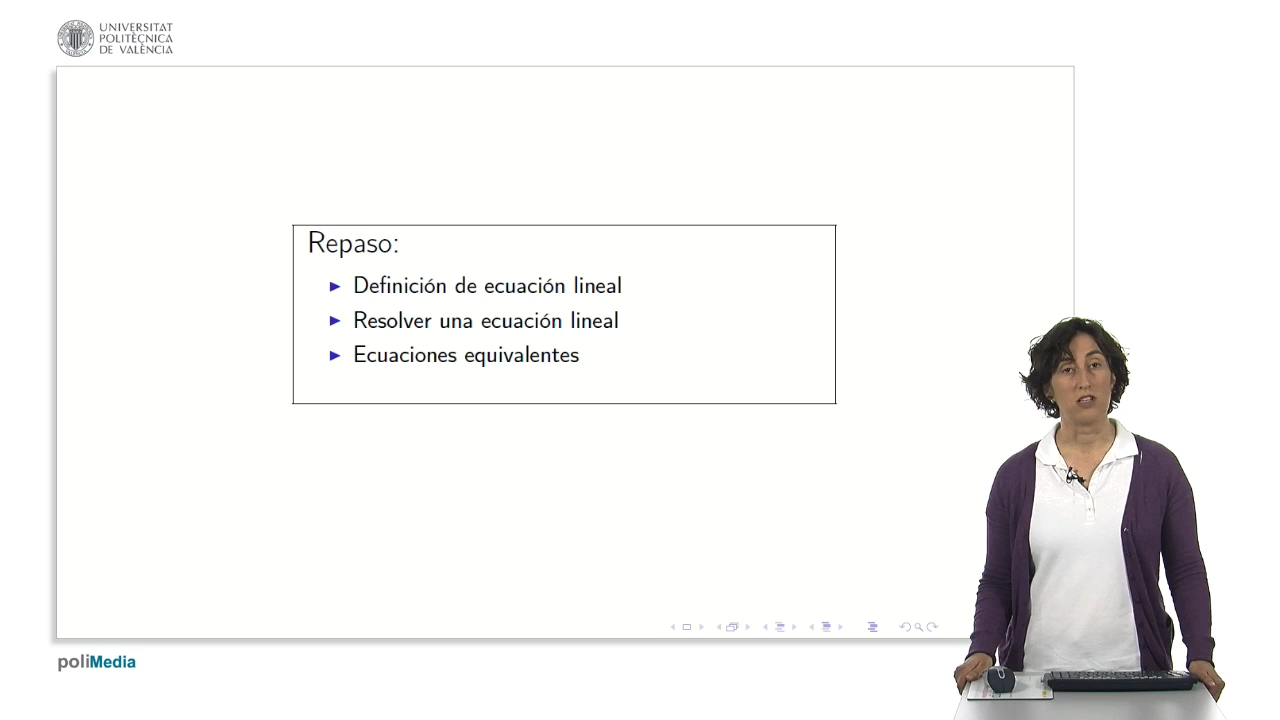 UNIVERSITAT
POLITÈCNICA
DE VALÈNCIA
Repaso:
Definición de ecuación lineal
Resolver una ecuación lineal
Ecuaciones equivalentes
poliMedia